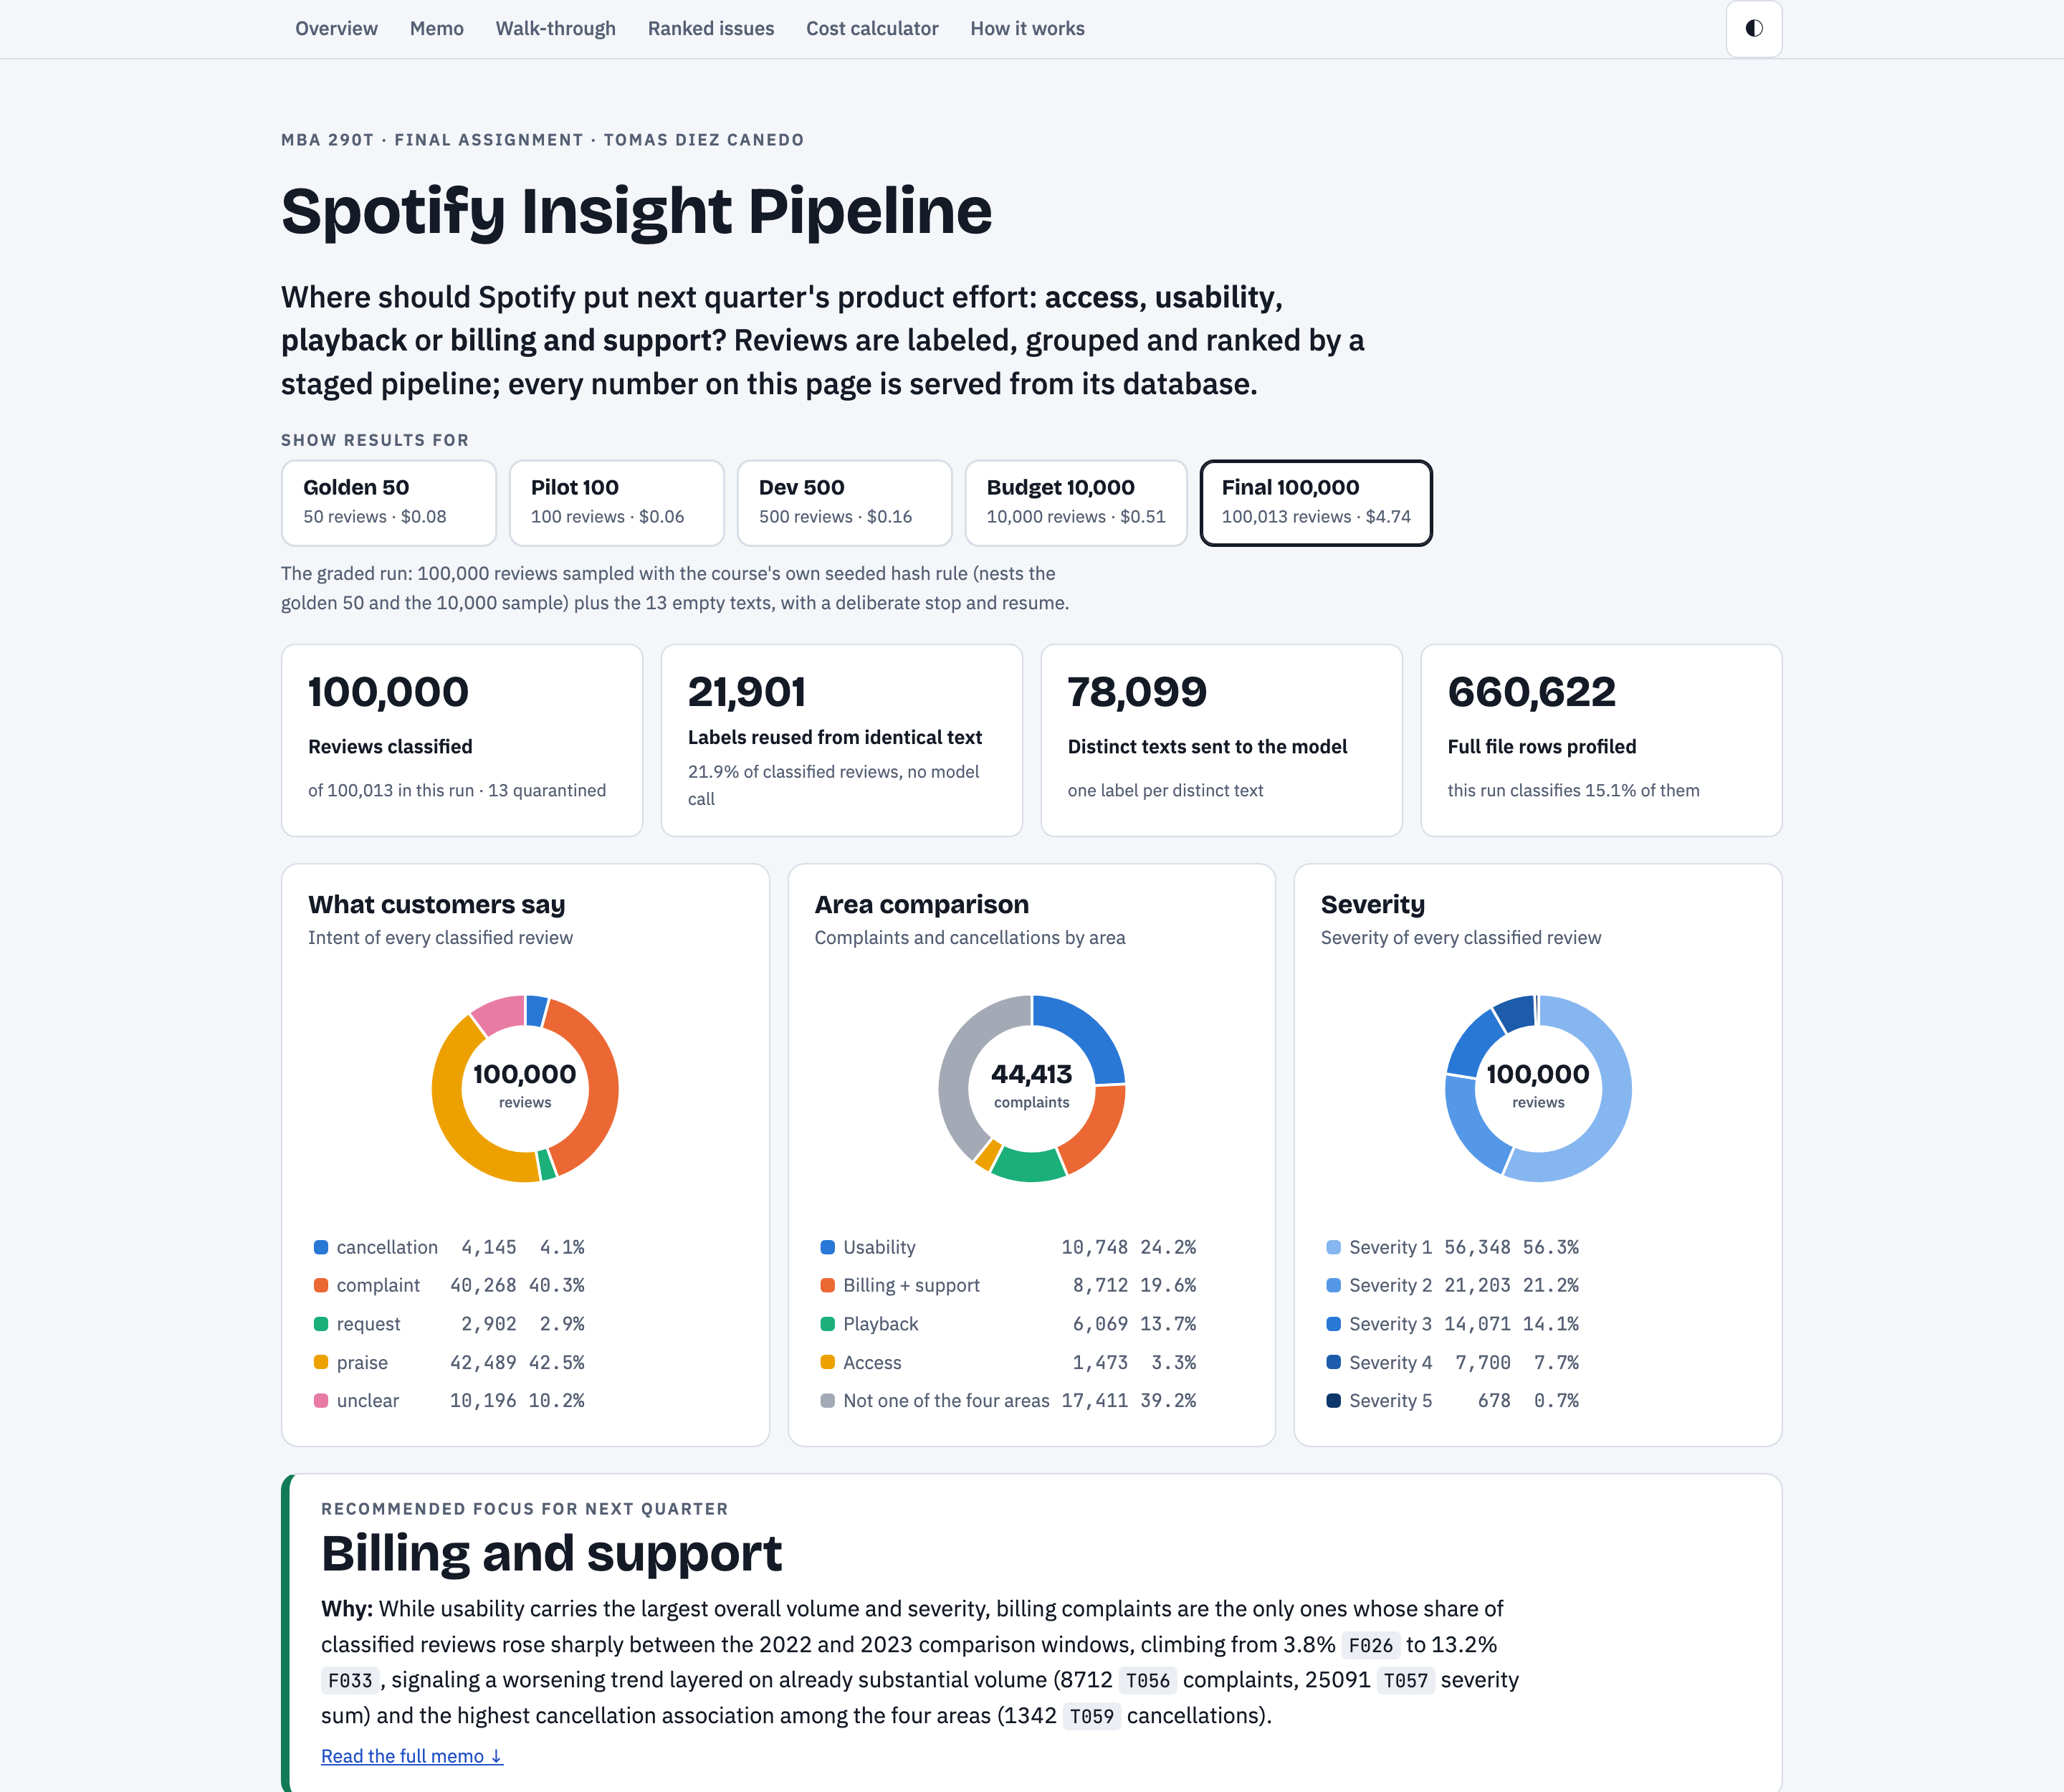 Overview Memo Walk-through Ranked issues Cost calculator How it works
MBA 290T · FINAL ASSIGNMENT · TOMAS DIEZ CANEDO
Spotify Insight Pipeline
Where should Spotify put next quarter's product effort: access, usability,
playback or billing and support? Reviews are labeled, grouped and ranked by a
staged pipeline; every number on this page is served from its database.
SHOW RESULTS FOR
Golden 50
50 reviews · $0.08
Pilot 100
100 reviews · $0.06
Dev 500
500 reviews · $0.16
Budget 10,000
10,000 reviews · $0.51
Final 100,000
100,013 reviews · $4.74
The graded run: 100,000 reviews sampled with the course's own seeded hash rule (nests the
golden 50 and the 10,000 sample) plus the 13 empty texts, with a deliberate stop and resume.
100,000
Reviews classified
of 100,013 in this run · 13 quarantined
21,901
Labels reused from identical text
21.9% of classified reviews, no model
call
78,099
Distinct texts sent to the model
one label per distinct text
660,622
Full file rows profiled
this run classifies 15.1% of them
What customers say
Intent of every classified review
100,000
reviews
cancellation 4,145 4.1%
complaint 40,268 40.3%
request 2,902 2.9%
praise 42,489 42.5%
unclear 10,196 10.2%
Area comparison
Complaints and cancellations by area
44,413
complaints
Usability 10,748 24.2%
Billing + support 8,712 19.6%
Playback 6,069 13.7%
Access 1,473 3.3%
Not one of the four areas 17,411 39.2%
Severity
Severity of every classified review
100,000
reviews
Severity 1 56,348 56.3%
Severity 2 21,203 21.2%
Severity 3 14,071 14.1%
Severity 4 7,700 7.7%
Severity 5 678 0.7%
RECOMMENDED FOCUS FOR NEXT QUARTER
Billing and support
Why: While usability carries the largest overall volume and severity, billing complaints are the only ones whose share of
classified reviews rose sharply between the 2022 and 2023 comparison windows, climbing from 3.8% F026 to 13.2%
F033 , signaling a worsening trend layered on already substantial volume (8712 T056 complaints, 25091 T057 severity
sum) and the highest cancellation association among the four areas (1342 T059 cancellations).
Read the full memo ↓